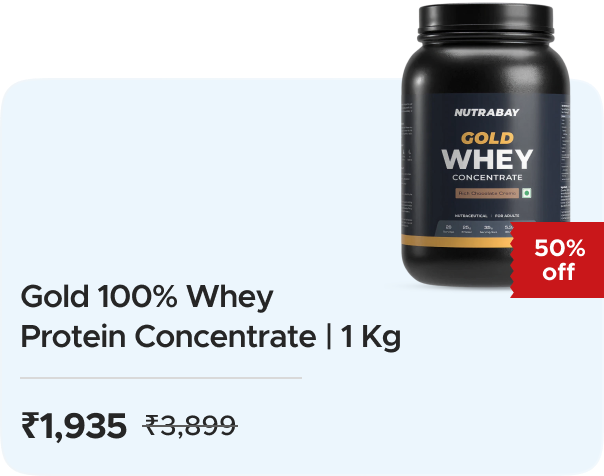 NUTRABAY
GOLD
WHEY
CONCENTRATE
Rich Chocolate Crème
NUTRACEUTICAL | FOR ADULTS
50%
off
Gold 100% Whey
Protein Concentrate | 1 Kg
₹1,935 ₹3,899